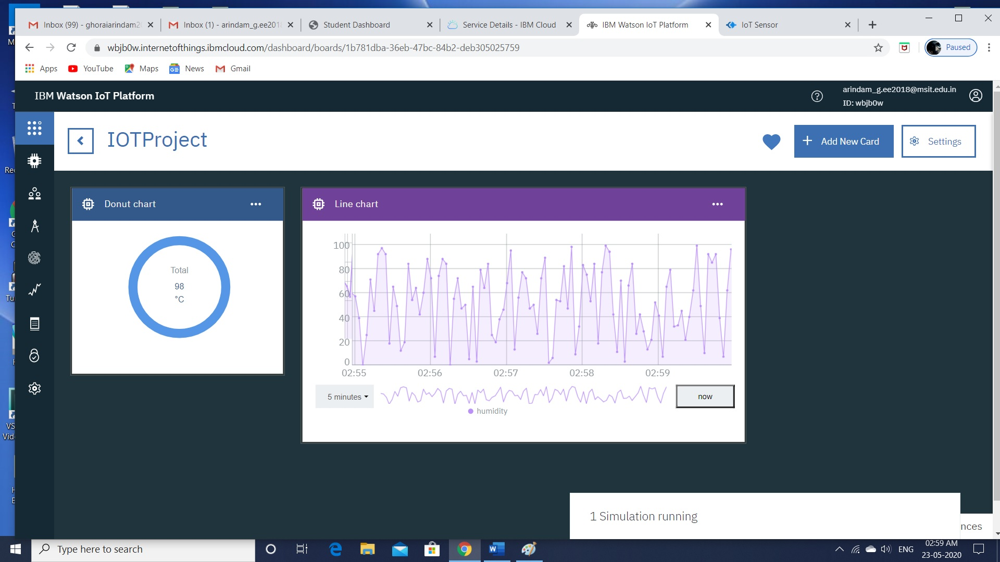 Inbox (99) - ghoraiarindam2
Inbox (1) - arindam_g.ee201
Student Dashboard
Service Details - IBM Cloud
IBM Watson IoT Platform
IoT Sensor
wbjb0w.internetofthings.ibmcloud.com/dashboard/boards/1b781dba-36eb-47bc-84b2-deb305025759
Paused
Apps
YouTube
Maps
News
Gmail
IBM Watson IoT Platform
arindam_g.ee2018@msit.edu.in
ID: wbjb0w
IOTProject
Add New Card
Settings
Donut chart
Total
98
°C
Line chart
100
80
60
40
20
0
02:55 02:56 02:57 02:58 02:59
5 minutes
now
humidity
1 Simulation running
nces
Type here to search
ENG
02:59 AM
23-05-2020